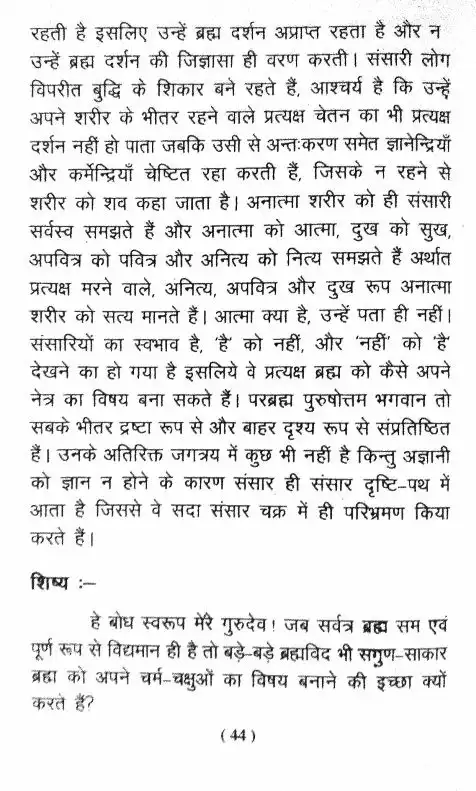 रहती है इसलिए उन्हें ब्रह्म दर्शन अप्राप्त रहता है और न
उन्हें ब्रह्म दर्शन की जिज्ञासा ही वरण करती। संसारी लोग
विपरीत बुद्धि के शिकार बने रहते हैं, आश्चर्य है कि उन्हें
अपने शरीर के भीतर रहने वाले प्रत्यक्ष चेतन का भी प्रत्यक्ष
दर्शन नहीं हो पाता जबकि उसी से अन्तःकरण समेत ज्ञानेन्द्रियाँ
और कर्मेन्द्रियाँ चेष्टित रहा करती हैं, जिसके न रहने से
शरीर को शव कहा जाता है। अनात्मा शरीर को ही संसारी
सर्वस्व समझते हैं और अनात्मा को आत्मा, दुख को सुख,
अपवित्र को पवित्र और अनित्य को नित्य समझते हैं अर्थात
प्रत्यक्ष मरने वाले, अनित्य, अपवित्र और दुख रूप अनात्मा
शरीर को सत्य मानते हैं। आत्मा क्या है, उन्हें पता ही नहीं।
संसारियों का स्वभाव है, 'है' को नहीं, और 'नहीं' को 'है'
देखने का हो गया है इसलिये वे प्रत्यक्ष ब्रह्म को कैसे अपने
नेत्र का विषय बना सकते हैं। परब्रह्म पुरुषोत्तम भगवान तो
सबके भीतर द्रष्टा रूप से और बाहर दृश्य रूप से संप्रतिष्ठित
हैं। उनके अतिरिक्त जगत्रय में कुछ भी नहीं है किन्तु अज्ञानी
को ज्ञान न होने के कारण संसार ही संसार दृष्टि-पथ में
आता है जिससे वे सदा संसार चक्र में ही परिभ्रमण किया
करते हैं।
शिष्य :–
हे बोध स्वरूप मेरे गुरुदेव! जब सर्वत्र ब्रह्म सम एवं
पूर्ण रूप से विद्यमान ही है तो बड़े-बड़े ब्रह्मविद भी सगुण-साकार
ब्रह्म को अपने चर्म-चक्षुओं का विषय बनाने की इच्छा क्यों
करते हैं?
( 44 )